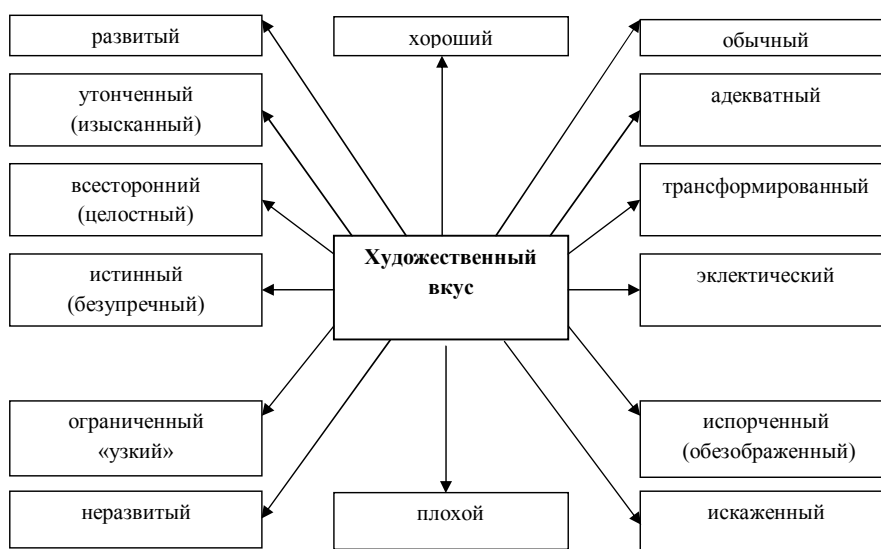 развитый
хороший
обычный
утонченный
(изысканный)
адекватный
всесторонний
(целостный)
трансформированный
Художественный
вкус
истинный
(безупречный)
эклектический
ограниченный
«узкий»
испорченный
(обезображенный)
неразвитый
плохой
искаженный